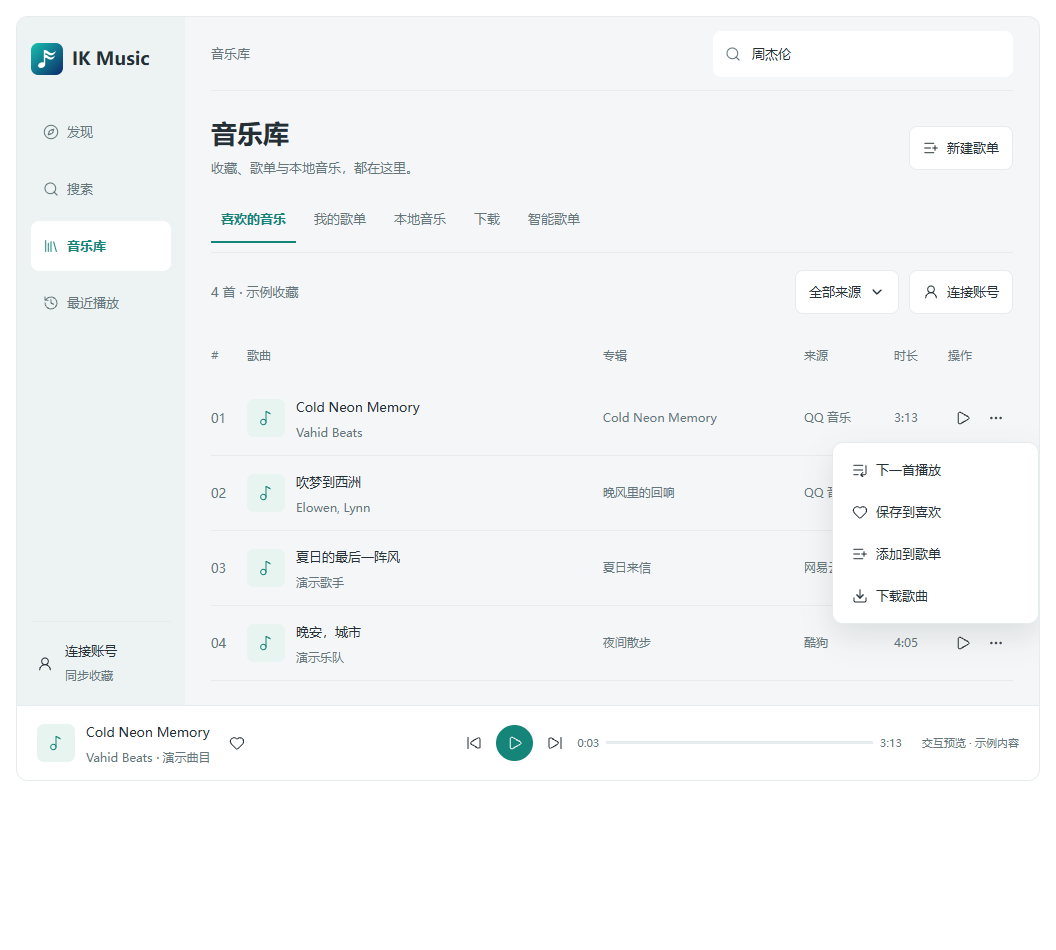 IK Music
发现
搜索
音乐库
最近播放
连接账号
同步收藏
音乐库
周杰伦
音乐库
收藏、歌单与本地音乐，都在这里。
新建歌单
喜欢的音乐 我的歌单 本地音乐 下载 智能歌单
4 首 · 示例收藏
全部来源
连接账号
# 歌曲 专辑 来源 时长 操作
01 Cold Neon Memory Cold Neon Memory QQ 音乐 3:13
Vahid Beats
02 吹梦到西洲 晚风里的回响 QQ
Elowen, Lynn
03 夏日的最后一阵风 夏日来信 网易
演示歌手
04 晚安，城市 夜间散步 酷狗 4:05
演示乐队
下一首播放
保存到喜欢
添加到歌单
下载歌曲
Cold Neon Memory
Vahid Beats · 演示曲目
0:03
3:13
交互预览 · 示例内容